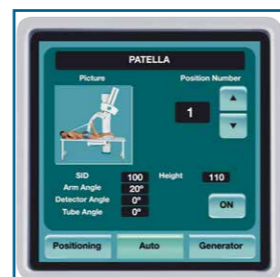 PATELLA
Picture
Position Number
1
SID 100 Height 110
Arm Angle 20°
Detector Angle 0°
Tube Angle 0°
ON
Positioning Auto Generator